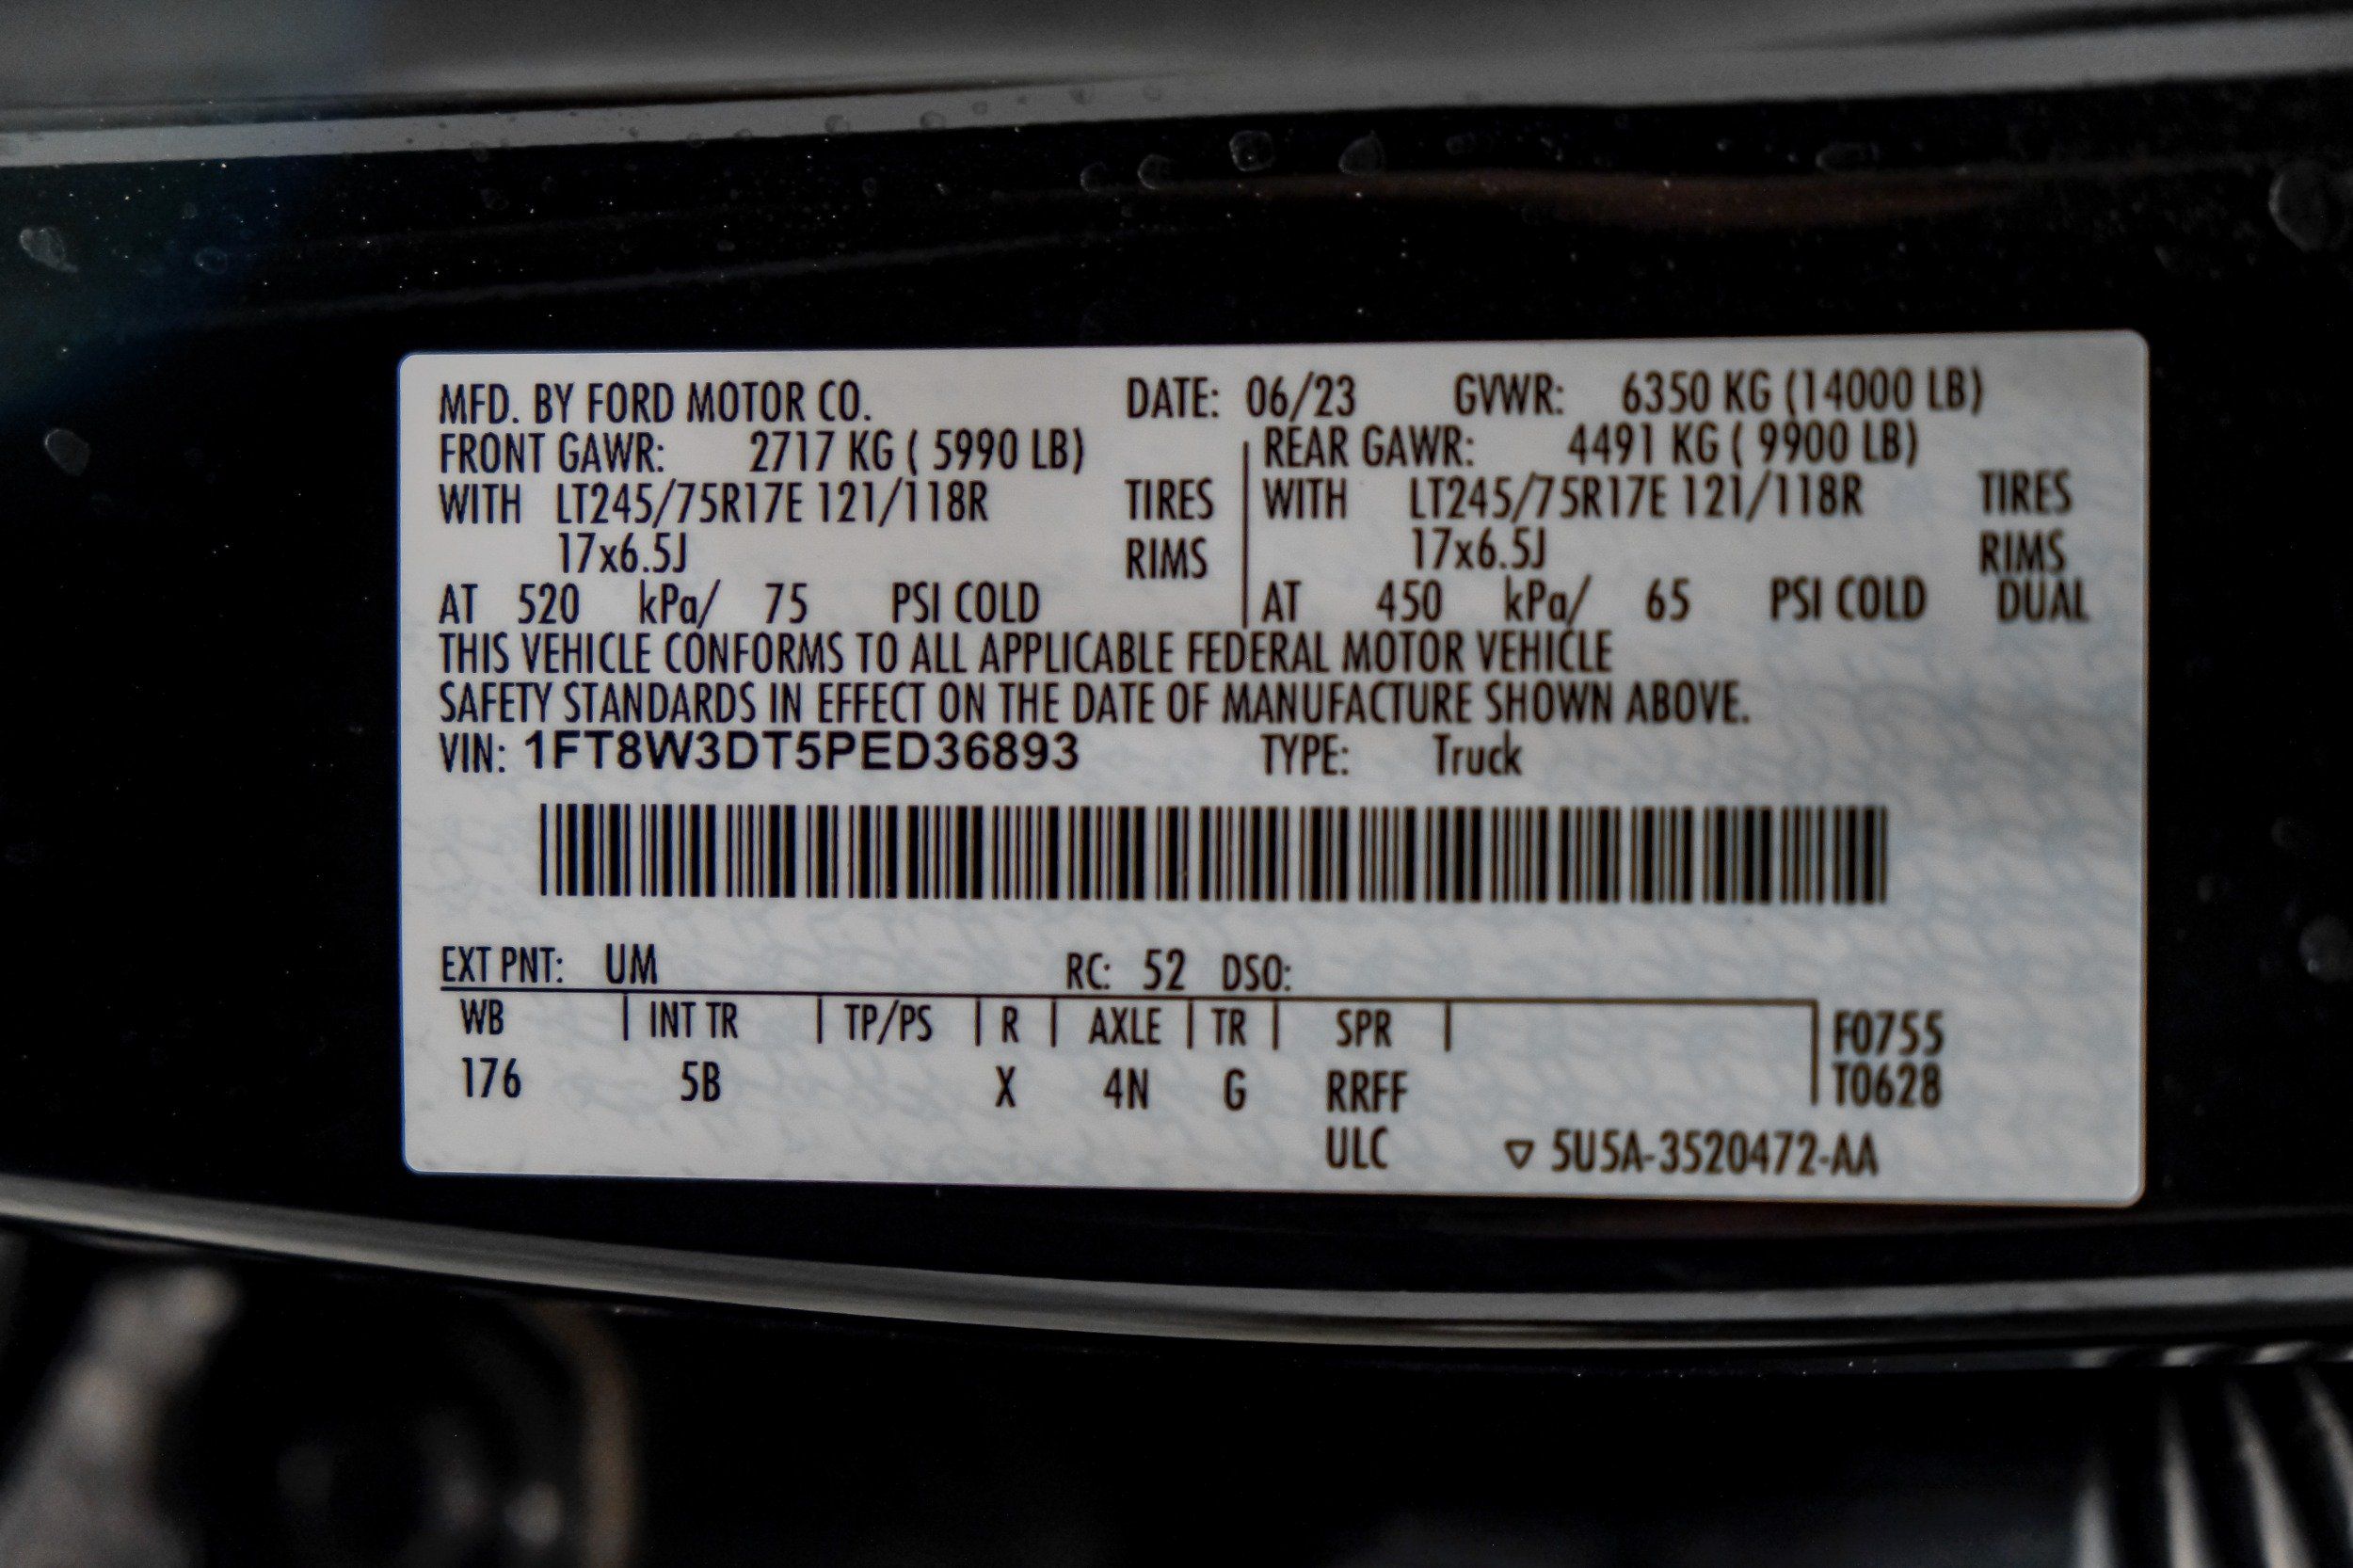 MFD. BY FORD MOTOR CO. DATE: 06/23 GVWR: 6350 KG (14000 LB)
FRONT GAWR: 2717 KG ( 5990 LB) REAR GAWR: 4491 KG ( 9900 LB)
WITH LT245/75R17E 121/118R TIRES WITH LT245/75R17E 121/118R TIRES
17x6.5J RIMS 17x6.5J RIMS
AT 520 kPa/ 75 PSI COLD AT 450 kPa/ 65 PSI COLD DUAL
THIS VEHICLE CONFORMS TO ALL APPLICABLE FEDERAL MOTOR VEHICLE
SAFETY STANDARDS IN EFFECT ON THE DATE OF MANUFACTURE SHOWN ABOVE.
VIN: 1FT8W3DT5PED36893 TYPE: Truck
EXT PNT: UM RC: 52 DSO:
WB INT TR TP/PS R AXLE TR SPR F0755
176 5B X 4N G RRFF T0628
ULC ▽ 5U5A-3520472-AA